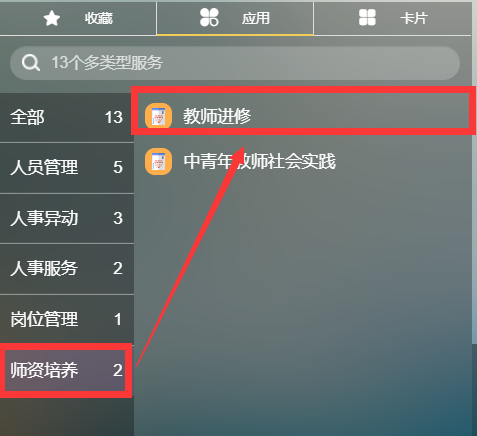 收藏
应用
卡片
13个多类型服务
全部 13
人员管理 5
人事异动 3
人事服务 2
岗位管理 1
师资培养 2
教师进修
中青年教师社会实践